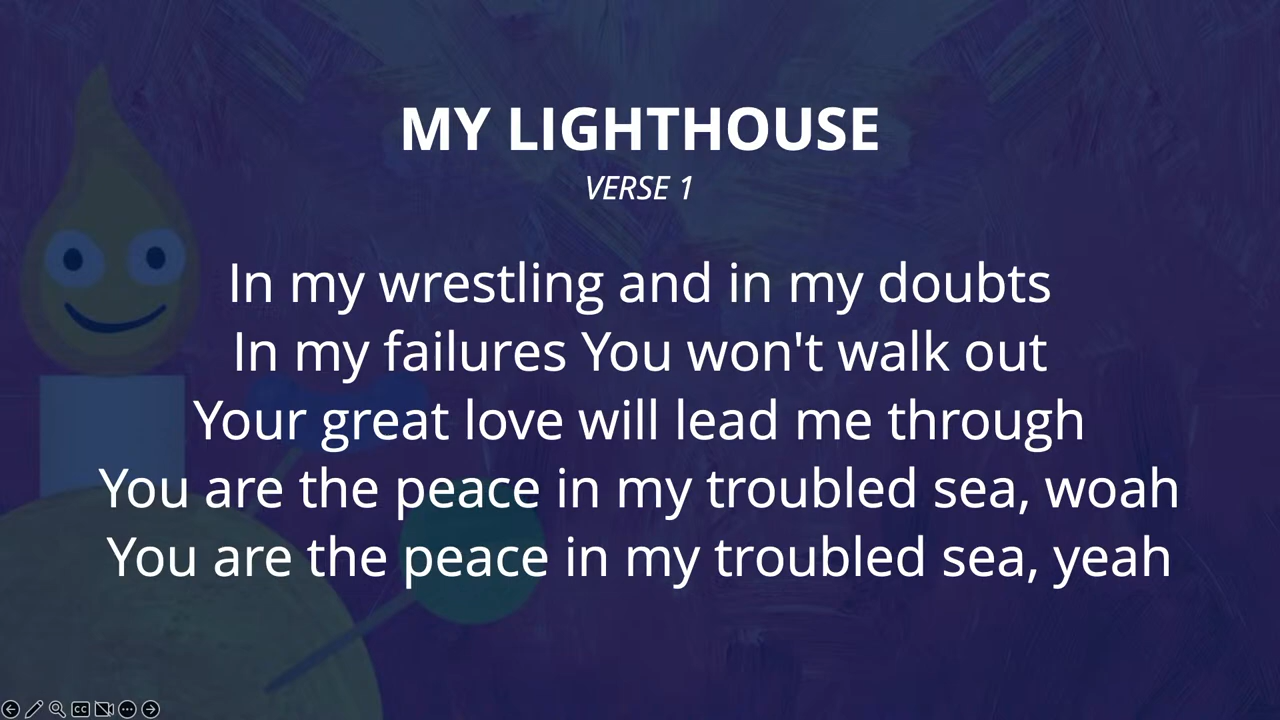 MY LIGHTHOUSE
VERSE 1
In my wrestling and in my doubts
In my failures You won't walk out
Your great love will lead me through
You are the peace in my troubled sea, woah
You are the peace in my troubled sea, yeah
CC